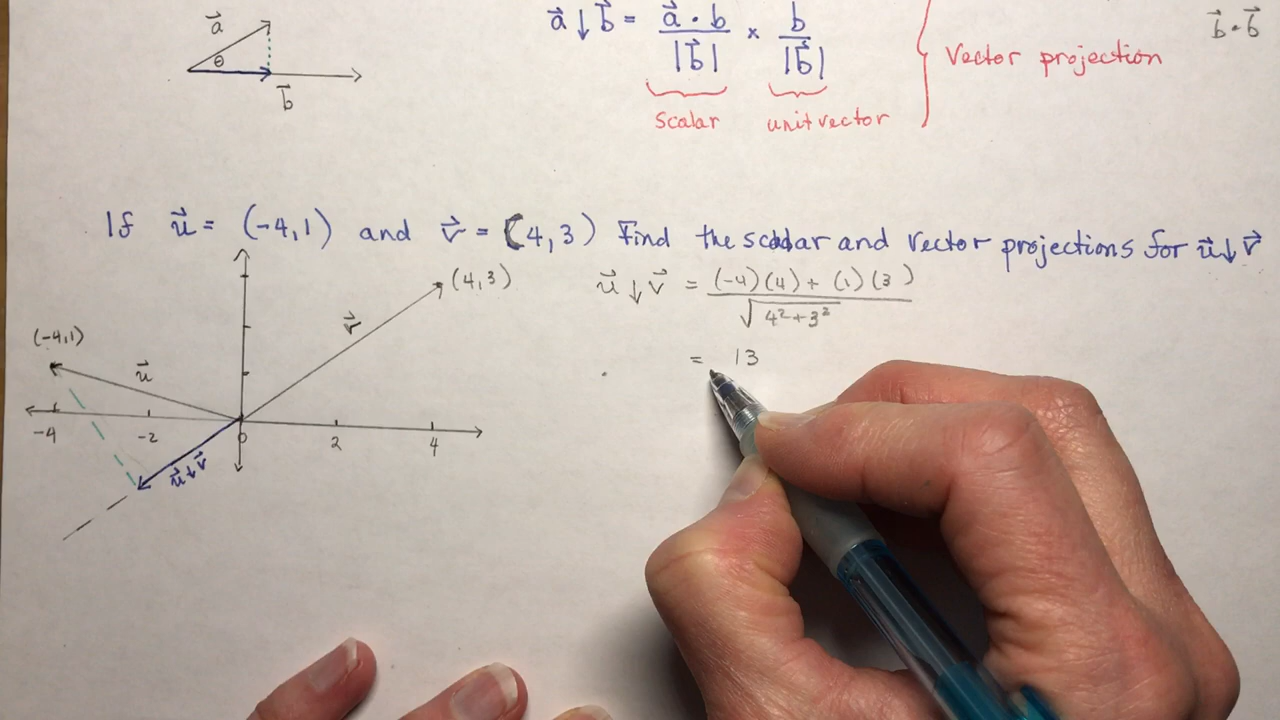 a⃗
θ
b⃗
a⃗ ↓ b⃗ = a⃗ · b / |b⃗| × b / |b⃗|
scalar
unit vector
Vector projection
b⃗ · b⃗
If u⃗ = (-4,1) and v⃗ = (4,3) Find the scalar and vector projections for u⃗↓v⃗
(4,3)
v⃗
(-4,1)
u⃗
-4 -2 0 2 4
u⃗↓v⃗
u⃗ ↓ v⃗ = (-4)(4) + (1)(3) / √4²+3²
= 13